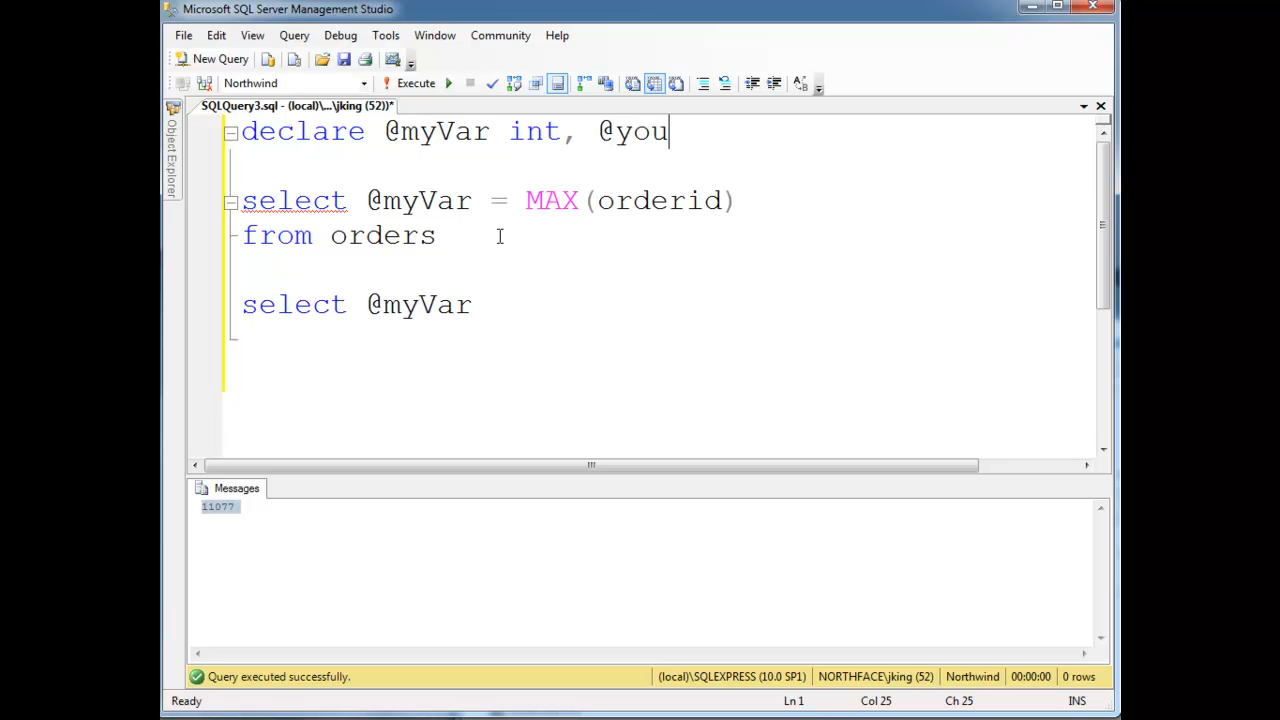 Microsoft SQL Server Management Studio
File Edit View Query Debug Tools Window Community Help
New Query
Northwind Execute
SQLQuery3.sql - (local)\...\jking (52))*
Object Explorer
declare @myVar int, @you
select @myVar = MAX(orderid)
from orders
select @myVar
Messages
11077
Query executed successfully. (local)\SQLEXPRESS (10.0 SP1) NORTHFACE\jking (52) Northwind 00:00:00 0 rows
Ready Ln 1 Col 25 Ch 25 INS